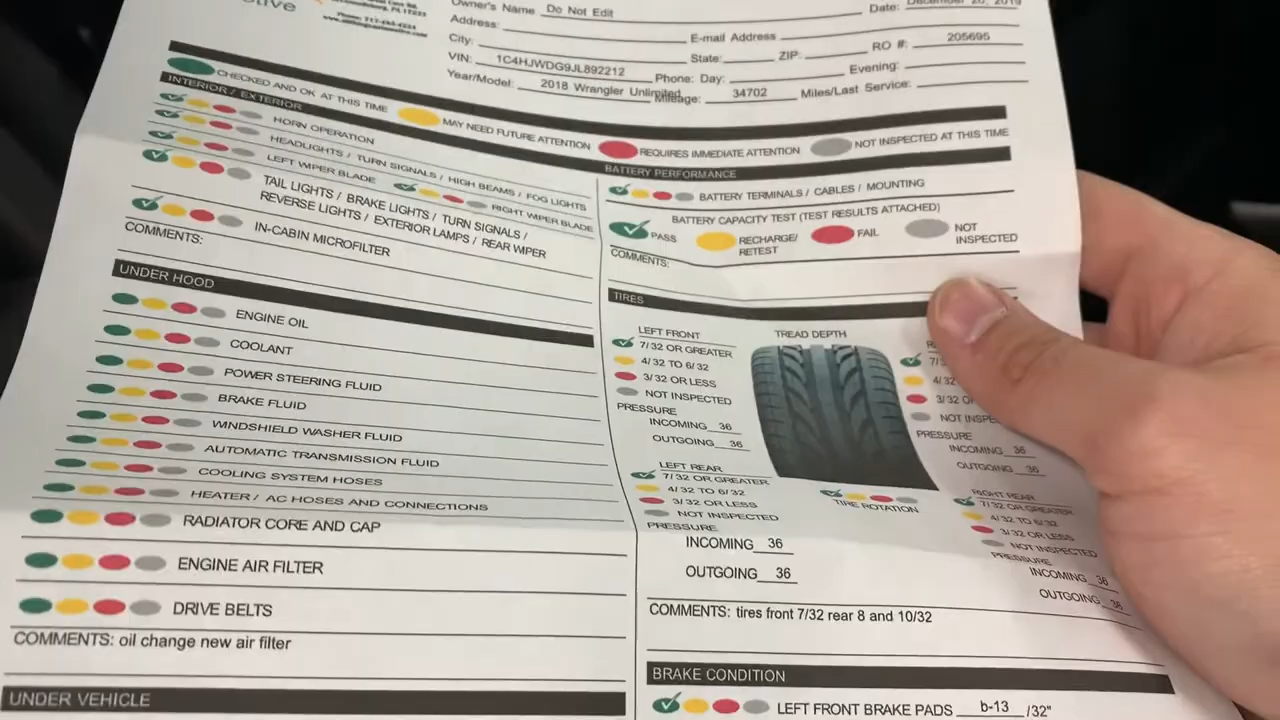 Owner's Name Do Not Edit
Date: December 20, 2019
Address:
E-mail Address
City:
State: ZIP: RO #: 205695
VIN: 1C4HJWDG9JL892212
Phone: Day: Evening:
Year/Model: 2018 Wrangler Unlimited
Mileage: 34702 Miles/Last Service:
CHECKED AND OK AT THIS TIME
MAY NEED FUTURE ATTENTION
REQUIRES IMMEDIATE ATTENTION
NOT INSPECTED AT THIS TIME
INTERIOR / EXTERIOR
HORN OPERATION
HEADLIGHTS / TURN SIGNALS / HIGH BEAMS / FOG LIGHTS
LEFT WIPER BLADE
RIGHT WIPER BLADE
TAIL LIGHTS / BRAKE LIGHTS / TURN SIGNALS /
REVERSE LIGHTS / EXTERIOR LAMPS / REAR WIPER
IN-CABIN MICROFILTER
COMMENTS:
UNDER HOOD
ENGINE OIL
COOLANT
POWER STEERING FLUID
BRAKE FLUID
WINDSHIELD WASHER FLUID
AUTOMATIC TRANSMISSION FLUID
COOLING SYSTEM HOSES
HEATER / AC HOSES AND CONNECTIONS
RADIATOR CORE AND CAP
ENGINE AIR FILTER
DRIVE BELTS
COMMENTS: oil change new air filter
UNDER VEHICLE
BATTERY PERFORMANCE
BATTERY TERMINALS / CABLES / MOUNTING
BATTERY CAPACITY TEST (TEST RESULTS ATTACHED)
PASS
RECHARGE/
RETEST
FAIL
NOT
INSPECTED
COMMENTS:
TIRES
LEFT FRONT
7/32 OR GREATER
4/32 TO 6/32
3/32 OR LESS
NOT INSPECTED
PRESSURE
INCOMING 36
OUTGOING 36
TREAD DEPTH
4/32
3/32
NOT
PRESSURE
INCOMING 36
OUTGOING 36
LEFT REAR
7/32 OR GREATER
4/32 TO 6/32
3/32 OR LESS
NOT INSPECTED
PRESSURE
INCOMING 36
OUTGOING 36
TIRE ROTATION
RIGHT REAR
7/32 OR GREATER
4/32 TO 6/32
3/32 OR LESS
NOT INSPECTED
PRESSURE
INCOMING 36
OUTGOING 36
COMMENTS: tires front 7/32 rear 8 and 10/32
BRAKE CONDITION
LEFT FRONT BRAKE PADS b-13 /32"